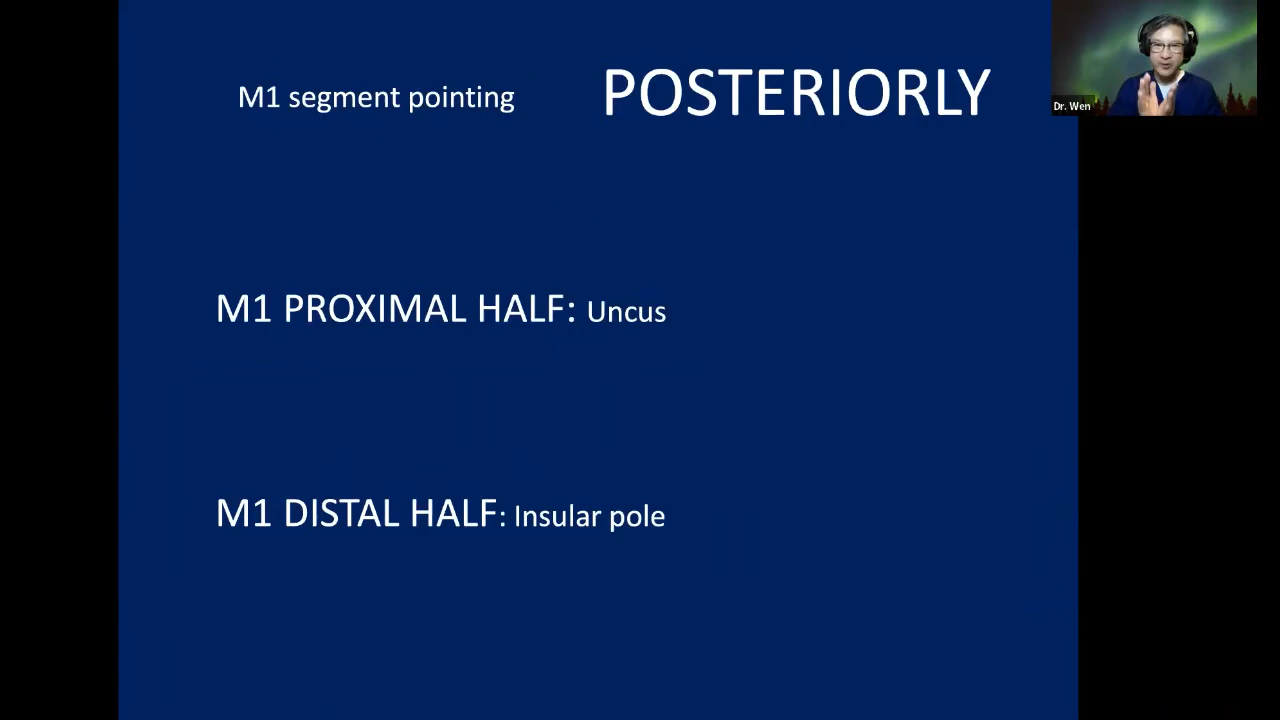 M1 segment pointing POSTERIORLY
Dr. Wen
M1 PROXIMAL HALF: Uncus
M1 DISTAL HALF: Insular pole